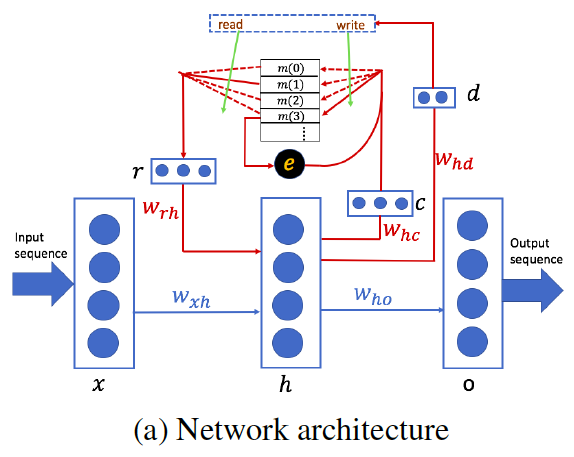 read write
m(0)
m(1)
m(2)
m(3)
⋮
d
e
r
c
w_rh
w_hd
w_hc
Input
sequence
Output
sequence
w_xh
w_ho
x
h
o
(a) Network architecture